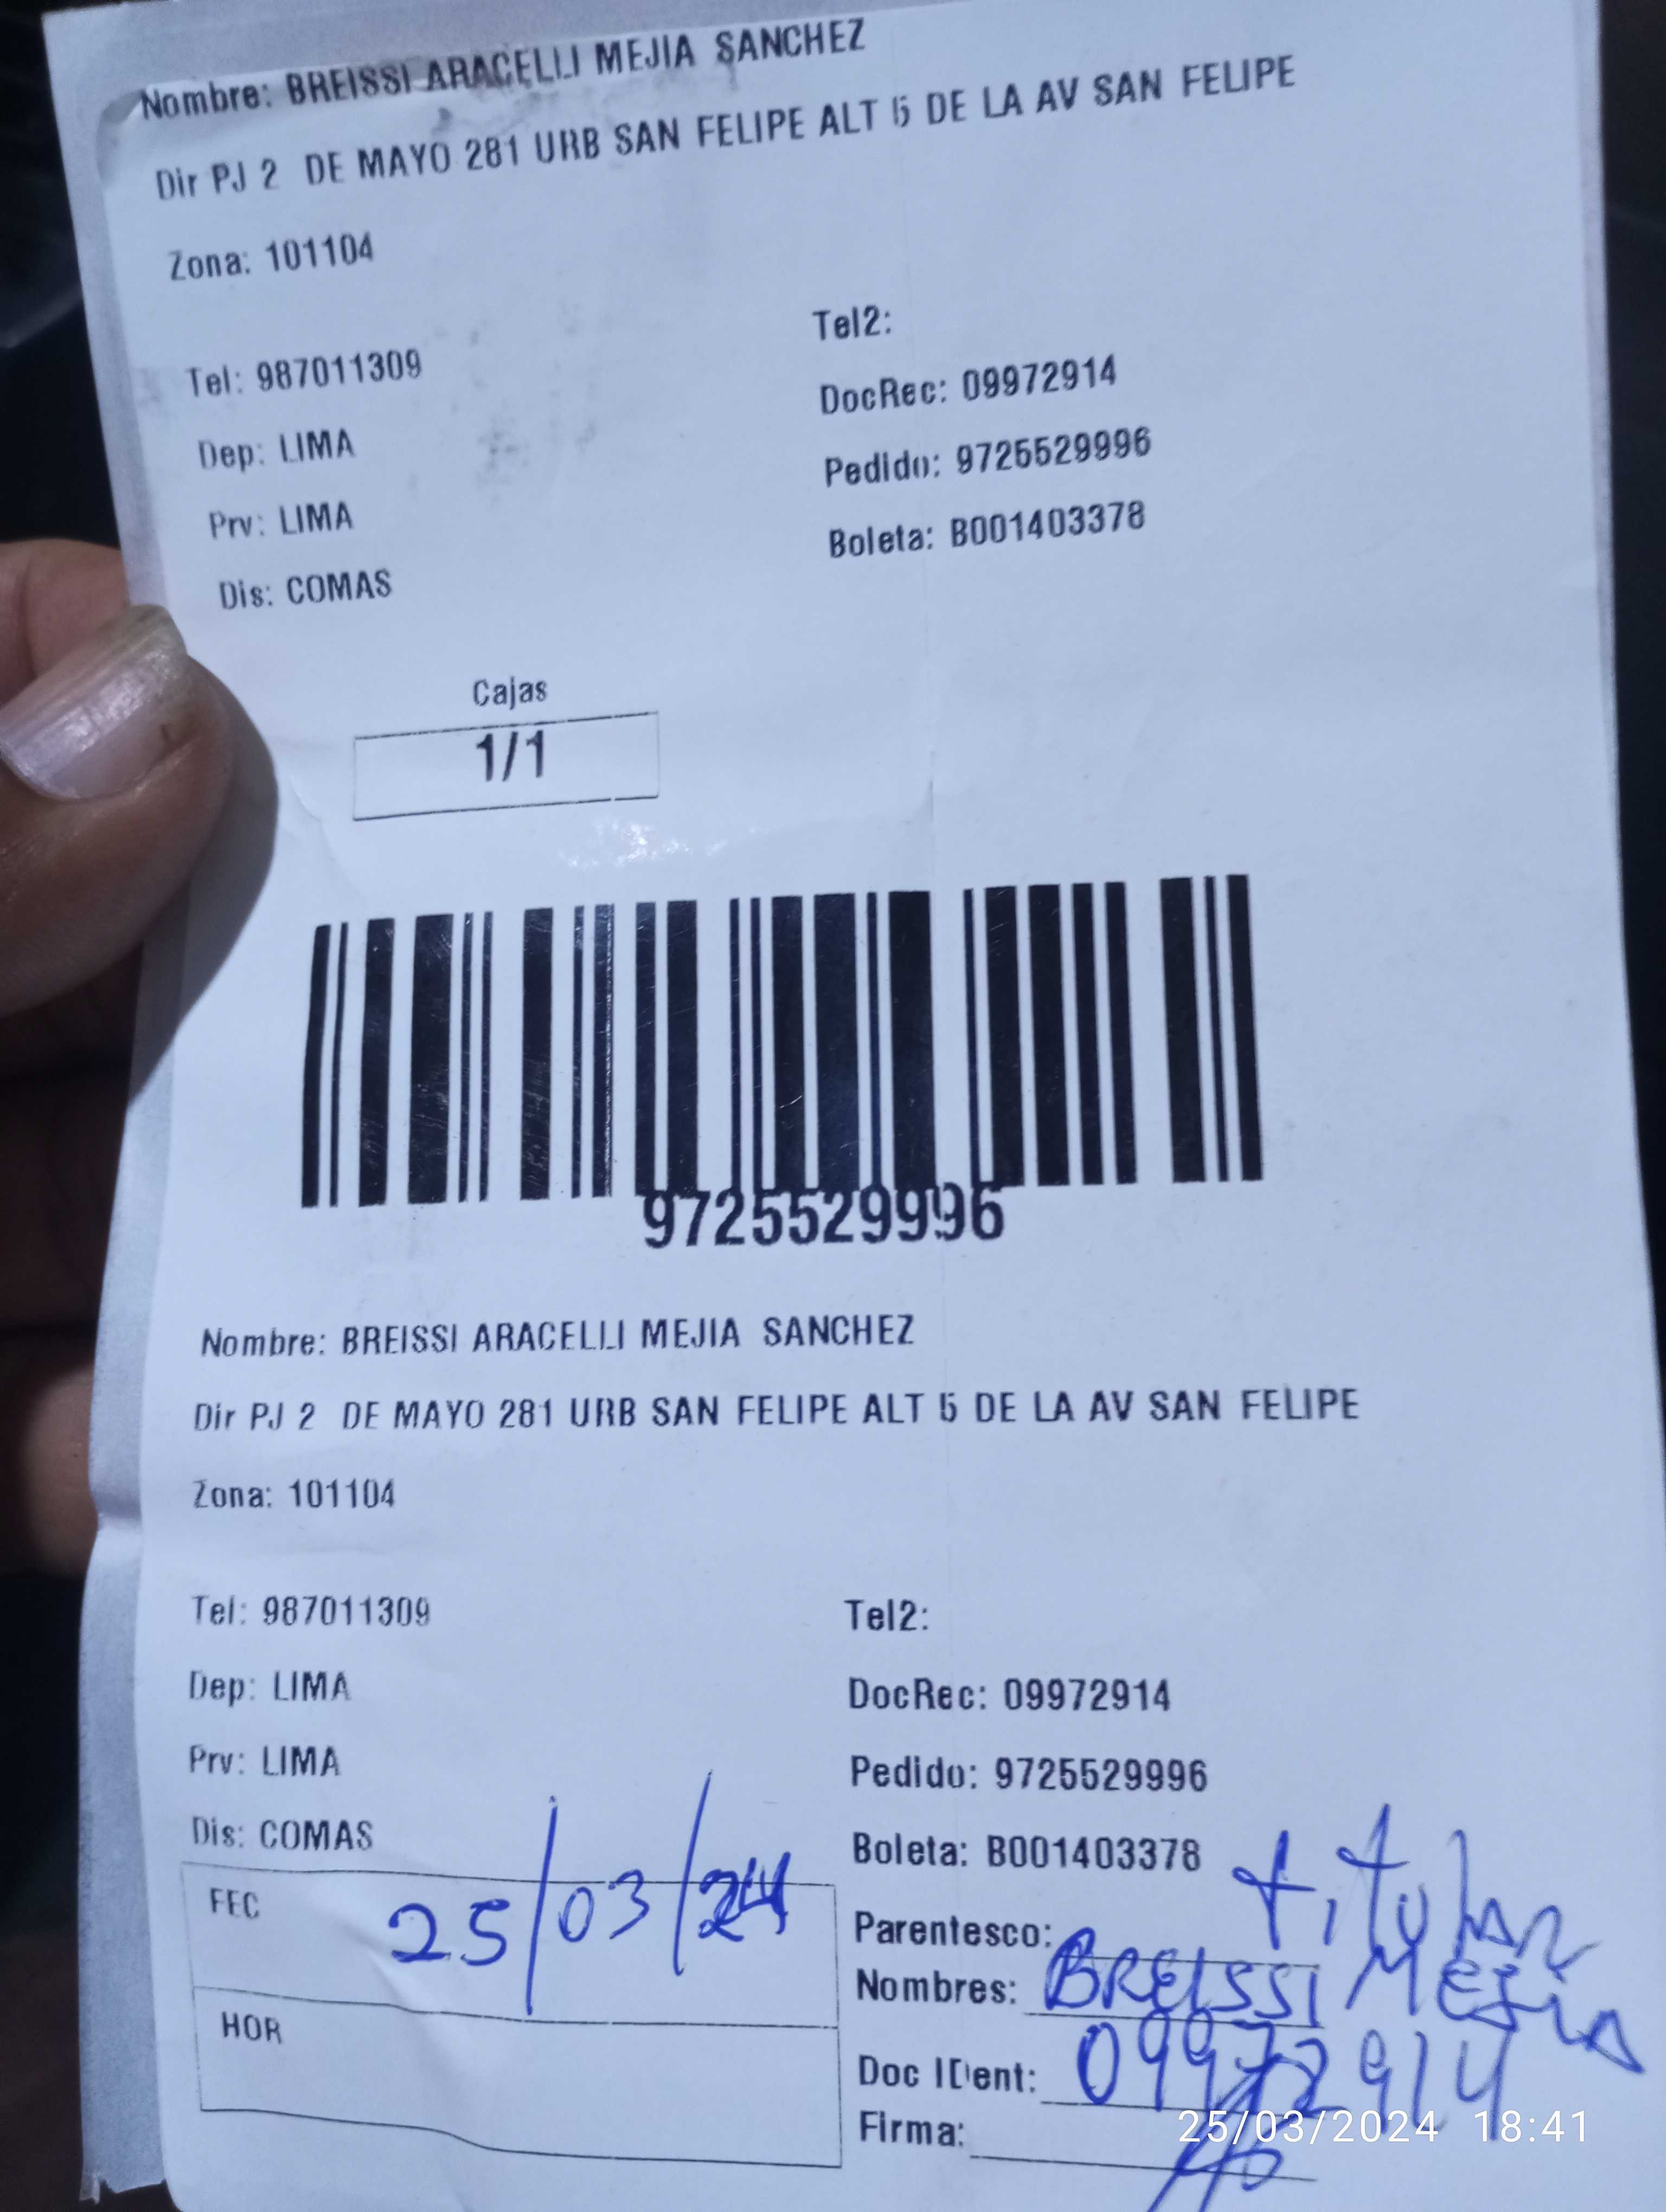 Nombre: BREISSI ARACELLI MEJIA SANCHEZ
Dir PJ 2 DE MAYO 281 URB SAN FELIPE ALT 5 DE LA AV SAN FELIPE
Zona: 101104
Tel2:
Tel: 987011309
DocRec: 09972914
Dep: LIMA
Pedido: 9725529996
Prv: LIMA
Boleta: B001403378
Dis: COMAS
Cajas
1/1
9725529996
Nombre: BREISSI ARACELLI MEJIA SANCHEZ
Dir PJ 2 DE MAYO 281 URB SAN FELIPE ALT 5 DE LA AV SAN FELIPE
Zona: 101104
Tel: 987011309
Tel2:
Dep: LIMA
DocRec: 09972914
Prv: LIMA
Pedido: 9725529996
Dis: COMAS
Boleta: B001403378
FEC 25/03/24
Parentesco: titular
Nombres: BREISSI MEJIA
HOR
Doc IDent: 09972914
Firma:
25/03/2024 18:41